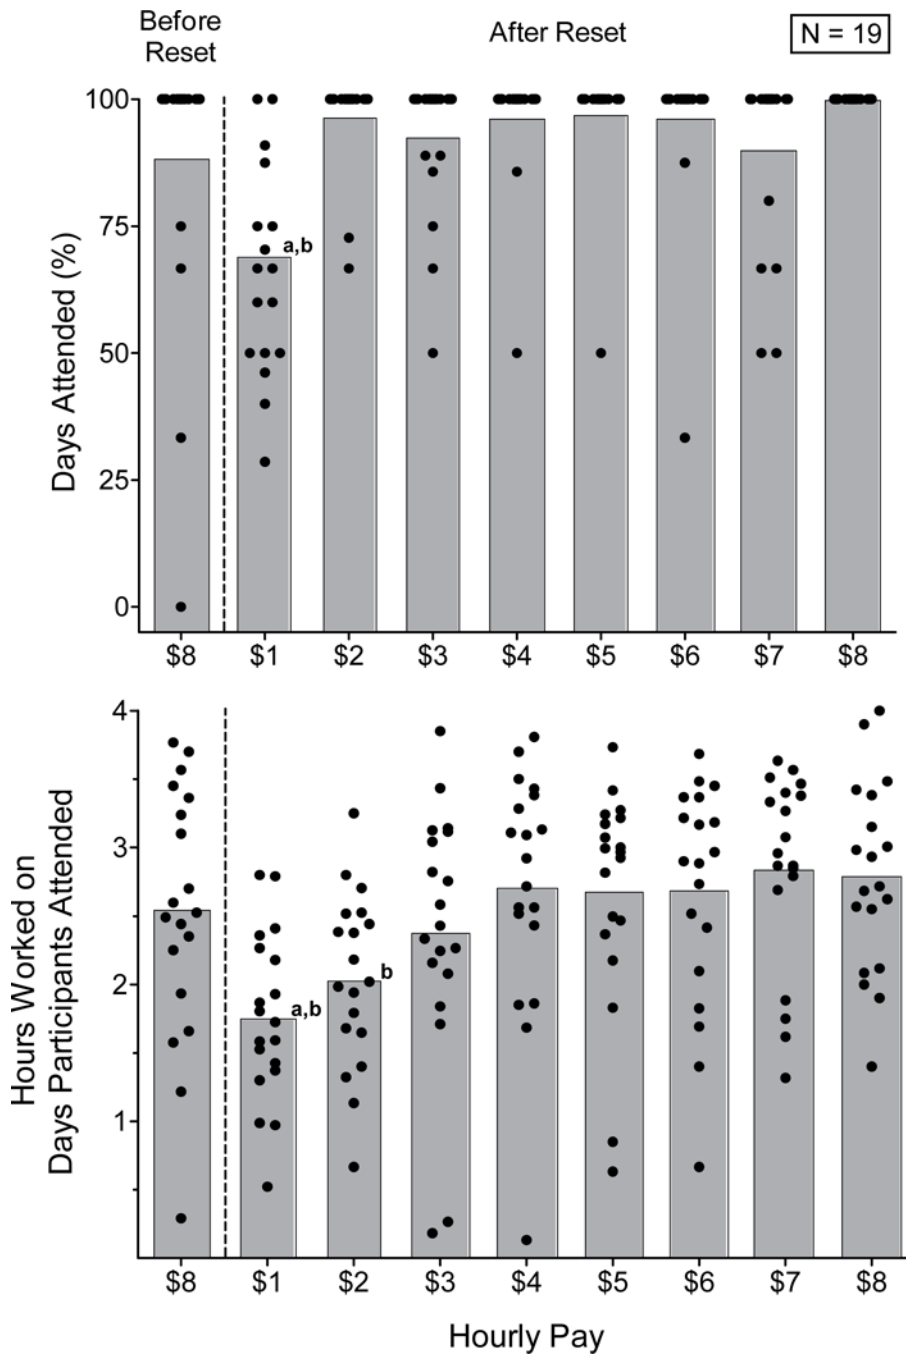 Before
Reset
After Reset
N = 19
Days Attended (%)
100
75
50
25
0
a,b
$8 $1 $2 $3 $4 $5 $6 $7 $8
Hours Worked on
Days Participants Attended
4
3
2
1
a,b
b
$8 $1 $2 $3 $4 $5 $6 $7 $8
Hourly Pay